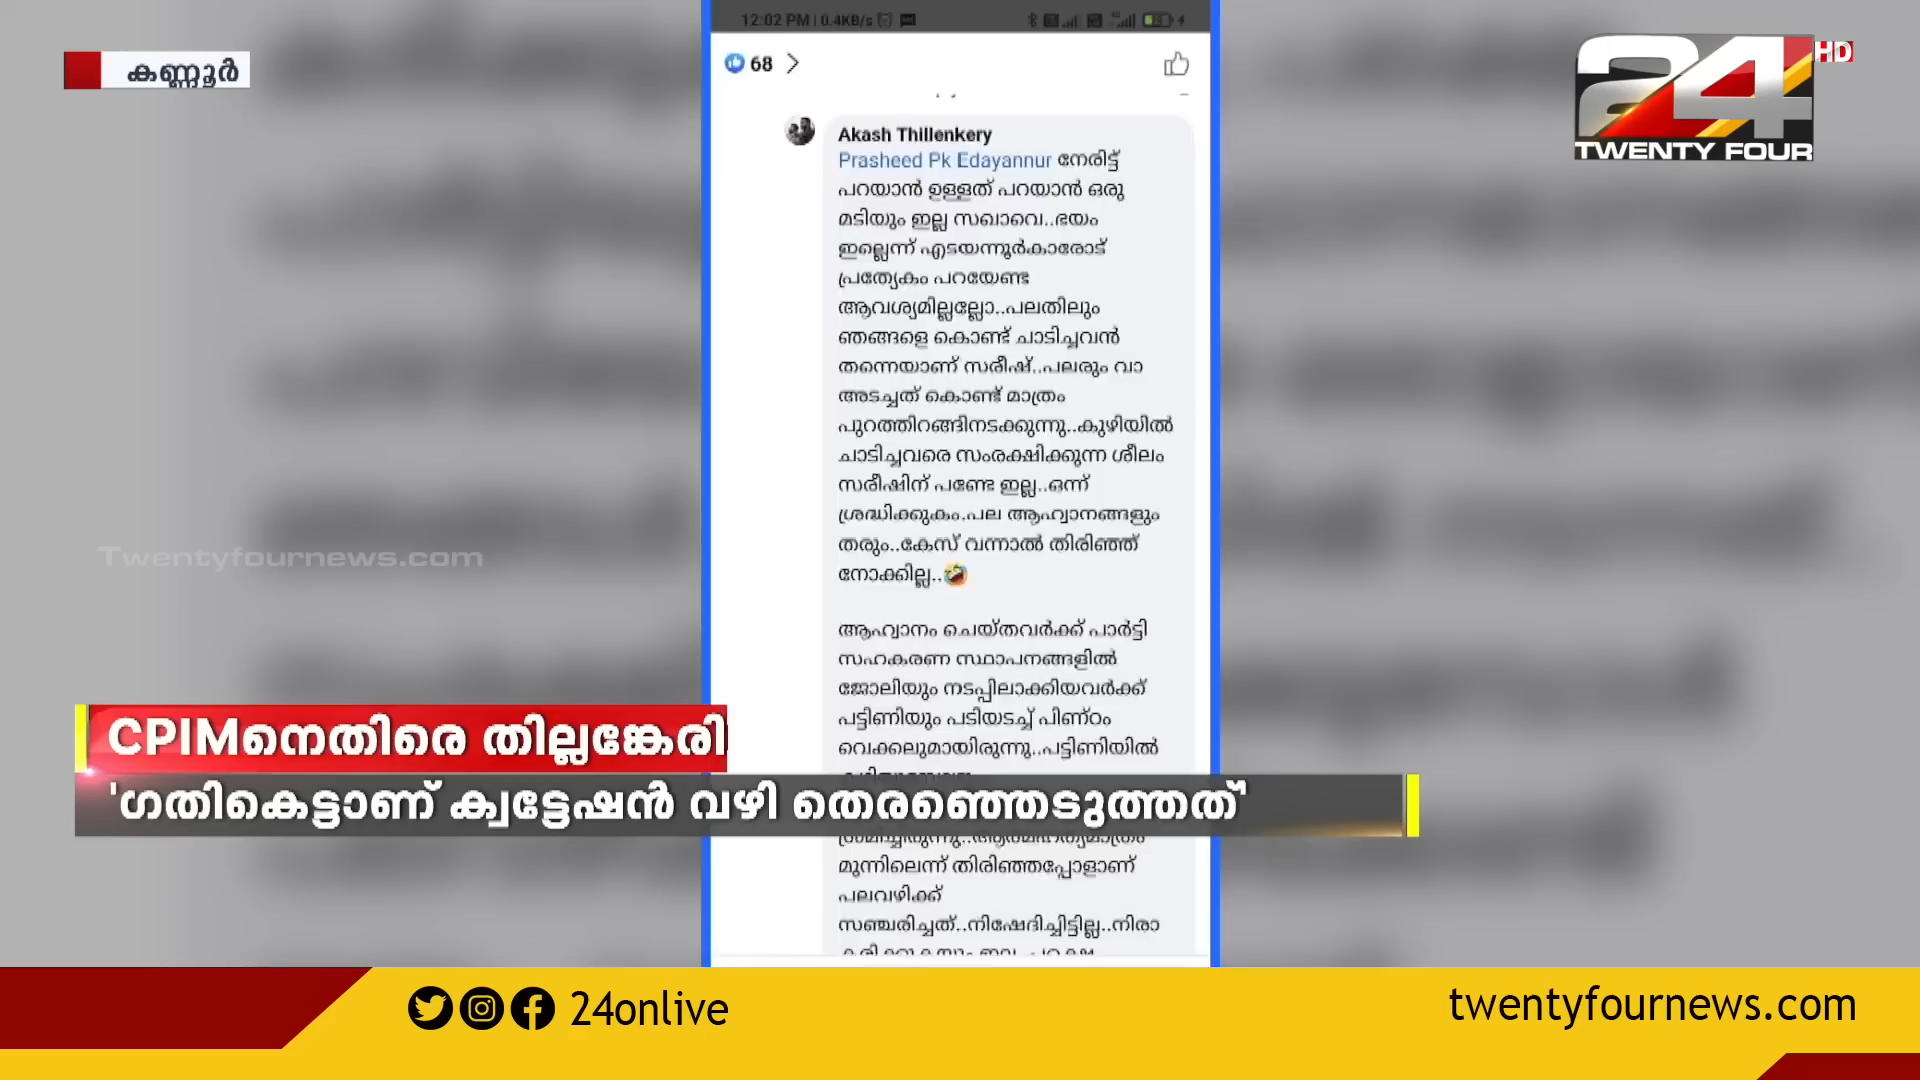 12:02 PM | 0.4KB/s
കണ്ണൂർ
68
24 HD
TWENTY FOUR
Akash Thillenkery
Prasheed Pk Edayannur നേരിട്ട്
പറയാൻ ഉള്ളത് പറയാൻ ഒരു
മടിയും ഇല്ല സഖാവെ..ഭയം
ഇല്ലെന്ന് എടയന്നൂർകാരോട്
പ്രത്യേകം പറയേണ്ട
ആവശ്യമില്ലല്ലോ..പലതിലും
ഞങ്ങളെ കൊണ്ട് ചാടിച്ചവൻ
തന്നെയാണ് സരീഷ്..പലരും വാ
അടച്ചത് കൊണ്ട് മാത്രം
പുറത്തിറങ്ങിനടക്കുന്നു..കുഴിയിൽ
ചാടിച്ചവരെ സംരക്ഷിക്കുന്ന ശീലം
സരീഷിന് പണ്ടേ ഇല്ല..ഒന്ന്
ശ്രദ്ധിക്കുകം.പല ആഹ്വാനങ്ങളും
തരും..കേസ് വന്നാൽ തിരിഞ്ഞ്
നോക്കില്ല..🤣
ആഹ്വാനം ചെയ്തവർക്ക് പാർട്ടി
സഹകരണ സ്ഥാപനങ്ങളിൽ
ജോലിയും നടപ്പിലാക്കിയവർക്ക്
പട്ടിണിയും പടിയടച്ച് പിണ്ഠം
വെക്കലുമായിരുന്നു..പട്ടിണിയിൽ
Twentyfournews.com
CPIMനെതിരെ തില്ലങ്കേരി
'ഗതികെട്ടാണ് ക്വട്ടേഷൻ വഴി തെരഞ്ഞെടുത്തത്'
ശ്രമിച്ചിരുന്നു..ആത്മഹത്യമാത്രം
മുന്നിലെന്ന് തിരിഞ്ഞപ്പോളാണ്
പലവഴിക്ക്
സഞ്ചരിച്ചത്..നിഷേദിച്ചിട്ടില്ല..നിരാ
24onlive
twentyfournews.com